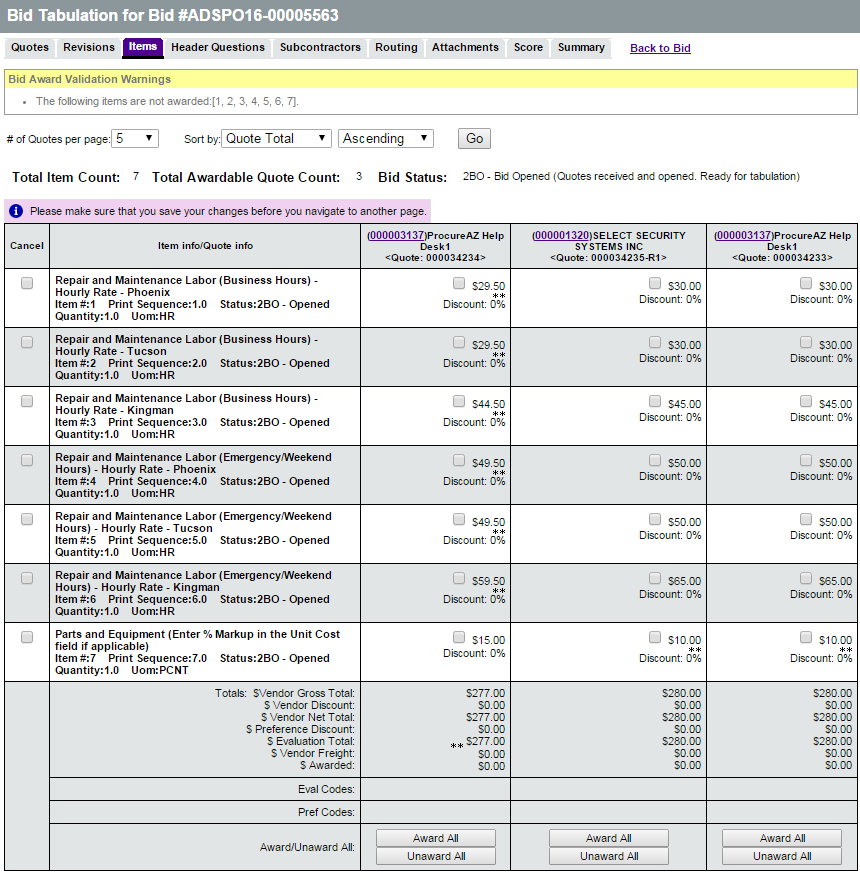 Bid Tabulation for Bid #ADSPO16-00005563
Quotes Revisions Items Header Questions Subcontractors Routing Attachments Score Summary Back to Bid
Bid Award Validation Warnings
The following items are not awarded:[1, 2, 3, 4, 5, 6, 7].
# of Quotes per page: 5 Sort by: Quote Total Ascending Go
Total Item Count: 7 Total Awardable Quote Count: 3 Bid Status: 2BO - Bid Opened (Quotes received and opened. Ready for tabulation)
Please make sure that you save your changes before you navigate to another page.
Cancel
Item info/Quote info
(000003137)ProcureAZ Help
Desk1
<Quote: 000034234>
(000001320)SELECT SECURITY
SYSTEMS INC
<Quote: 000034235-R1>
(000003137)ProcureAZ Help
Desk1
<Quote: 000034233>
Repair and Maintenance Labor (Business Hours) -
Hourly Rate - Phoenix
Item #:1 Print Sequence:1.0 Status:2BO - Opened
Quantity:1.0 Uom:HR
$29.50
**
Discount: 0%
$30.00
Discount: 0%
$30.00
Discount: 0%
Repair and Maintenance Labor (Business Hours) -
Hourly Rate - Tucson
Item #:2 Print Sequence:2.0 Status:2BO - Opened
Quantity:1.0 Uom:HR
$29.50
**
Discount: 0%
$30.00
Discount: 0%
$30.00
Discount: 0%
Repair and Maintenance Labor (Business Hours) -
Hourly Rate - Kingman
Item #:3 Print Sequence:3.0 Status:2BO - Opened
Quantity:1.0 Uom:HR
$44.50
**
Discount: 0%
$45.00
Discount: 0%
$45.00
Discount: 0%
Repair and Maintenance Labor (Emergency/Weekend
Hours) - Hourly Rate - Phoenix
Item #:4 Print Sequence:4.0 Status:2BO - Opened
Quantity:1.0 Uom:HR
$49.50
**
Discount: 0%
$50.00
Discount: 0%
$50.00
Discount: 0%
Repair and Maintenance Labor (Emergency/Weekend
Hours) - Hourly Rate - Tucson
Item #:5 Print Sequence:5.0 Status:2BO - Opened
Quantity:1.0 Uom:HR
$49.50
**
Discount: 0%
$50.00
Discount: 0%
$50.00
Discount: 0%
Repair and Maintenance Labor (Emergency/Weekend
Hours) - Hourly Rate - Kingman
Item #:6 Print Sequence:6.0 Status:2BO - Opened
Quantity:1.0 Uom:HR
$59.50
**
Discount: 0%
$65.00
Discount: 0%
$65.00
Discount: 0%
Parts and Equipment (Enter % Markup in the Unit Cost
field if applicable)
Item #:7 Print Sequence:7.0 Status:2BO - Opened
Quantity:1.0 Uom:PCNT
$15.00
Discount: 0%
$10.00
**
Discount: 0%
$10.00
**
Discount: 0%
Totals: $Vendor Gross Total: $277.00 $280.00 $280.00
$ Vendor Discount: $0.00 $0.00 $0.00
$ Vendor Net Total: $277.00 $280.00 $280.00
$ Preference Discount: $0.00 $0.00 $0.00
$ Evaluation Total: ** $277.00 $280.00 $280.00
$ Vendor Freight: $0.00 $0.00 $0.00
$ Awarded: $0.00 $0.00 $0.00
Eval Codes:
Pref Codes:
Award/Unaward All:
Award All Award All Award All
Unaward All Unaward All Unaward All